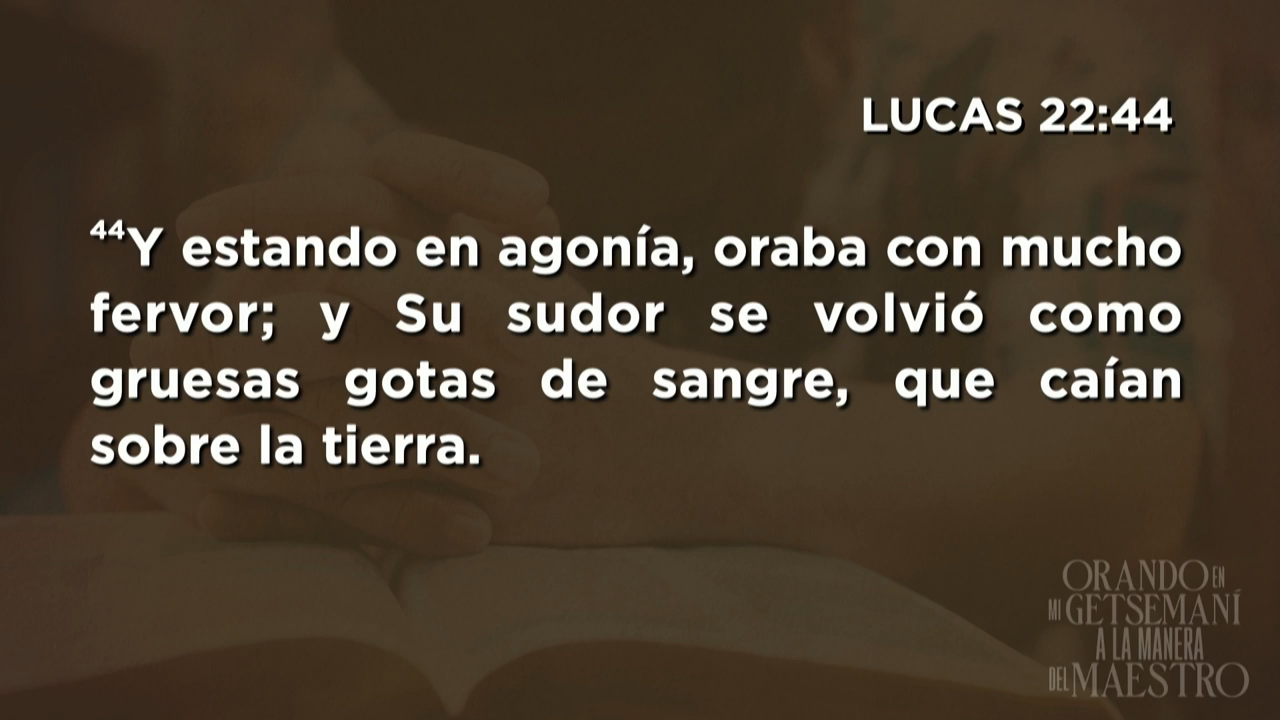 LUCAS 22:44
44Y estando en agonía, oraba con mucho
fervor; y Su sudor se volvió como
gruesas gotas de sangre, que caían
sobre la tierra.
ORANDO EN
MI GETSEMANÍ
A LA MANERA
DEL MAESTRO